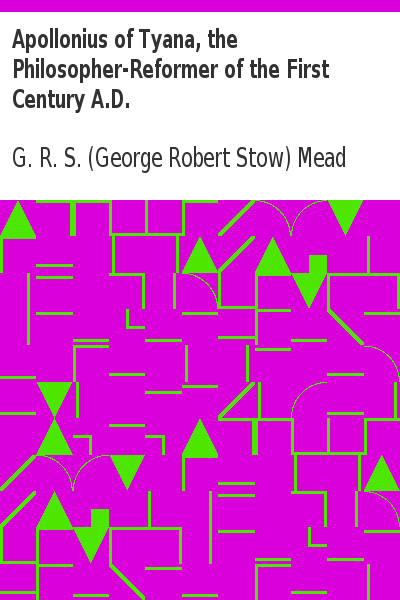 Apollonius of Tyana, the
Philosopher-Reformer of the First
Century A.D.
G. R. S. (George Robert Stow) Mead